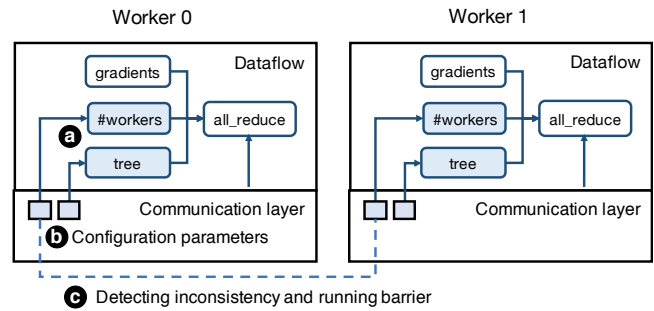 Worker 0
Worker 1
Dataflow
gradients
#workers
all_reduce
tree
a
Communication layer
b Configuration parameters
Dataflow
gradients
#workers
all_reduce
tree
Communication layer
c Detecting inconsistency and running barrier